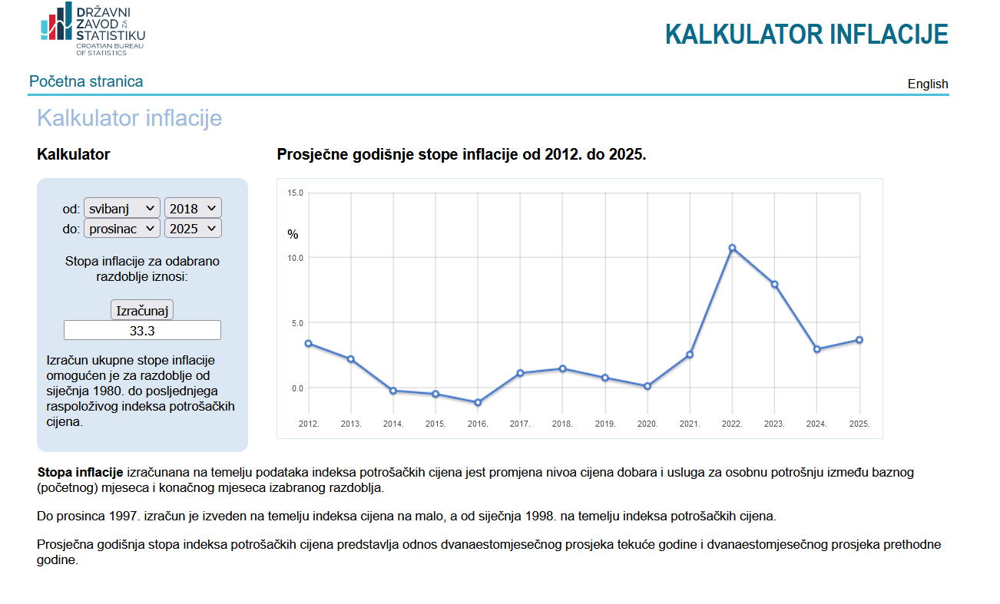 DRŽAVNI
ZAVOD ZA
STATISTIKU
CROATIAN BUREAU
OF STATISTICS
KALKULATOR INFLACIJE
Početna stranica
English
Kalkulator inflacije
Kalkulator
od: svibanj 2018
do: prosinac 2025
Stopa inflacije za odabrano
razdoblje iznosi:
Izračunaj
33.3
Izračun ukupne stope inflacije
omogućen je za razdoblje od
siječnja 1980. do posljednjega
raspoloživog indeksa potrošačkih
cijena.
Prosječne godišnje stope inflacije od 2012. do 2025.
15.0
%
10.0
5.0
0.0
2012. 2013. 2014. 2015. 2016. 2017. 2018. 2019. 2020. 2021. 2022. 2023. 2024. 2025.
Stopa inflacije izračunana na temelju podataka indeksa potrošačkih cijena jest promjena nivoa cijena dobara i usluga za osobnu potrošnju između baznog
(početnog) mjeseca i konačnog mjeseca izabranog razdoblja.
Do prosinca 1997. izračun je izveden na temelju indeksa cijena na malo, a od siječnja 1998. na temelju indeksa potrošačkih cijena.
Prosječna godišnja stopa indeksa potrošačkih cijena predstavlja odnos dvanaestomjesečnog prosjeka tekuće godine i dvanaestomjesečnog prosjeka prethodne
godine.